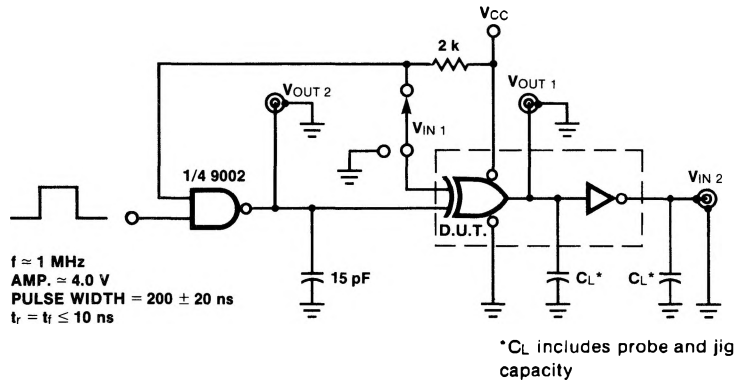 VCC
2 k
VOUT 2
VOUT 1
VIN 1
1/4 9002
VIN 2
D.U.T.
15 pF
CL*
CL*
f ≃ 1 MHz
AMP. ≃ 4.0 V
PULSE WIDTH = 200 ± 20 ns
tr = tf ≤ 10 ns
*CL includes probe and jig
capacity